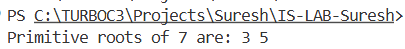 PS C:\TURBOC3\Projects\Suresh\IS-LAB-Suresh>
Primitive roots of 7 are: 3 5